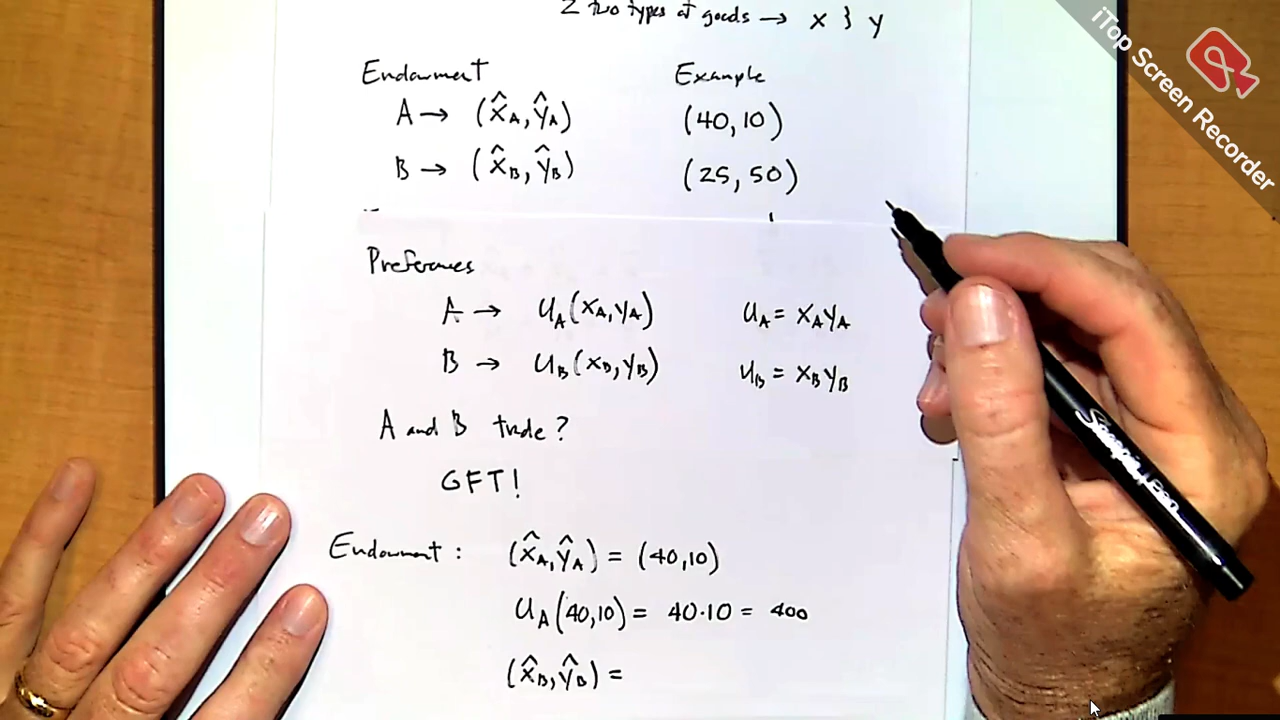 2 two types of goods → x } y
Endowment Example
A → (x̂A, ŷA) (40, 10)
B → (x̂B, ŷB) (25, 50)
Preferences
A → UA(xA, yA) UA = xAyA
B → UB(xB, yB) UB = xByB
A and B trade?
GFT!
Endowment : (x̂A, ŷA) = (40, 10)
UA(40, 10) = 40·10 = 400
(x̂B, ŷB) =
iTop Screen Recorder
Sharpie